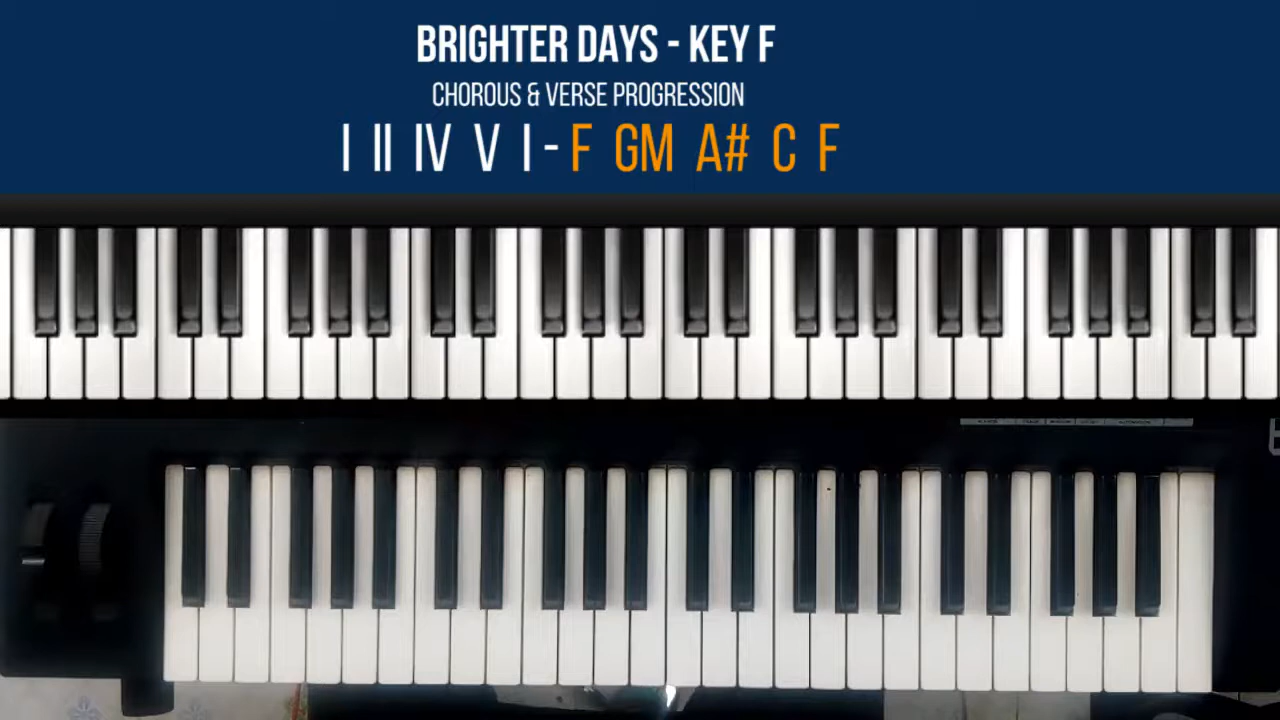 BRIGHTER DAYS - KEY F
CHOROUS & VERSE PROGRESSION
I II IV V I - F GM A# C F